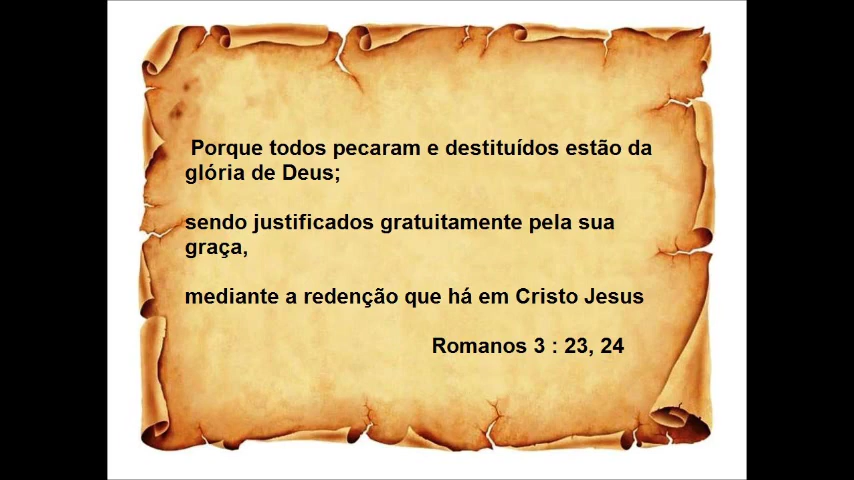 Porque todos pecaram e destituídos estão da
glória de Deus;
sendo justificados gratuitamente pela sua
graça,
mediante a redenção que há em Cristo Jesus
Romanos 3 : 23, 24